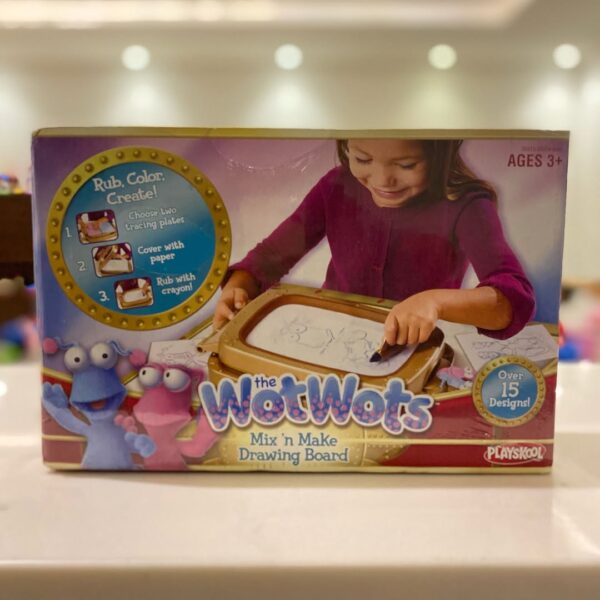 AGES 3+
Rub, Color,
Create!
1. Choose two
tracing plates
2. Cover with
paper
3. Rub with
crayon!
Over
15
Designs!
the
WotWots
Mix 'n Make
Drawing Board
PLAYSKOOL